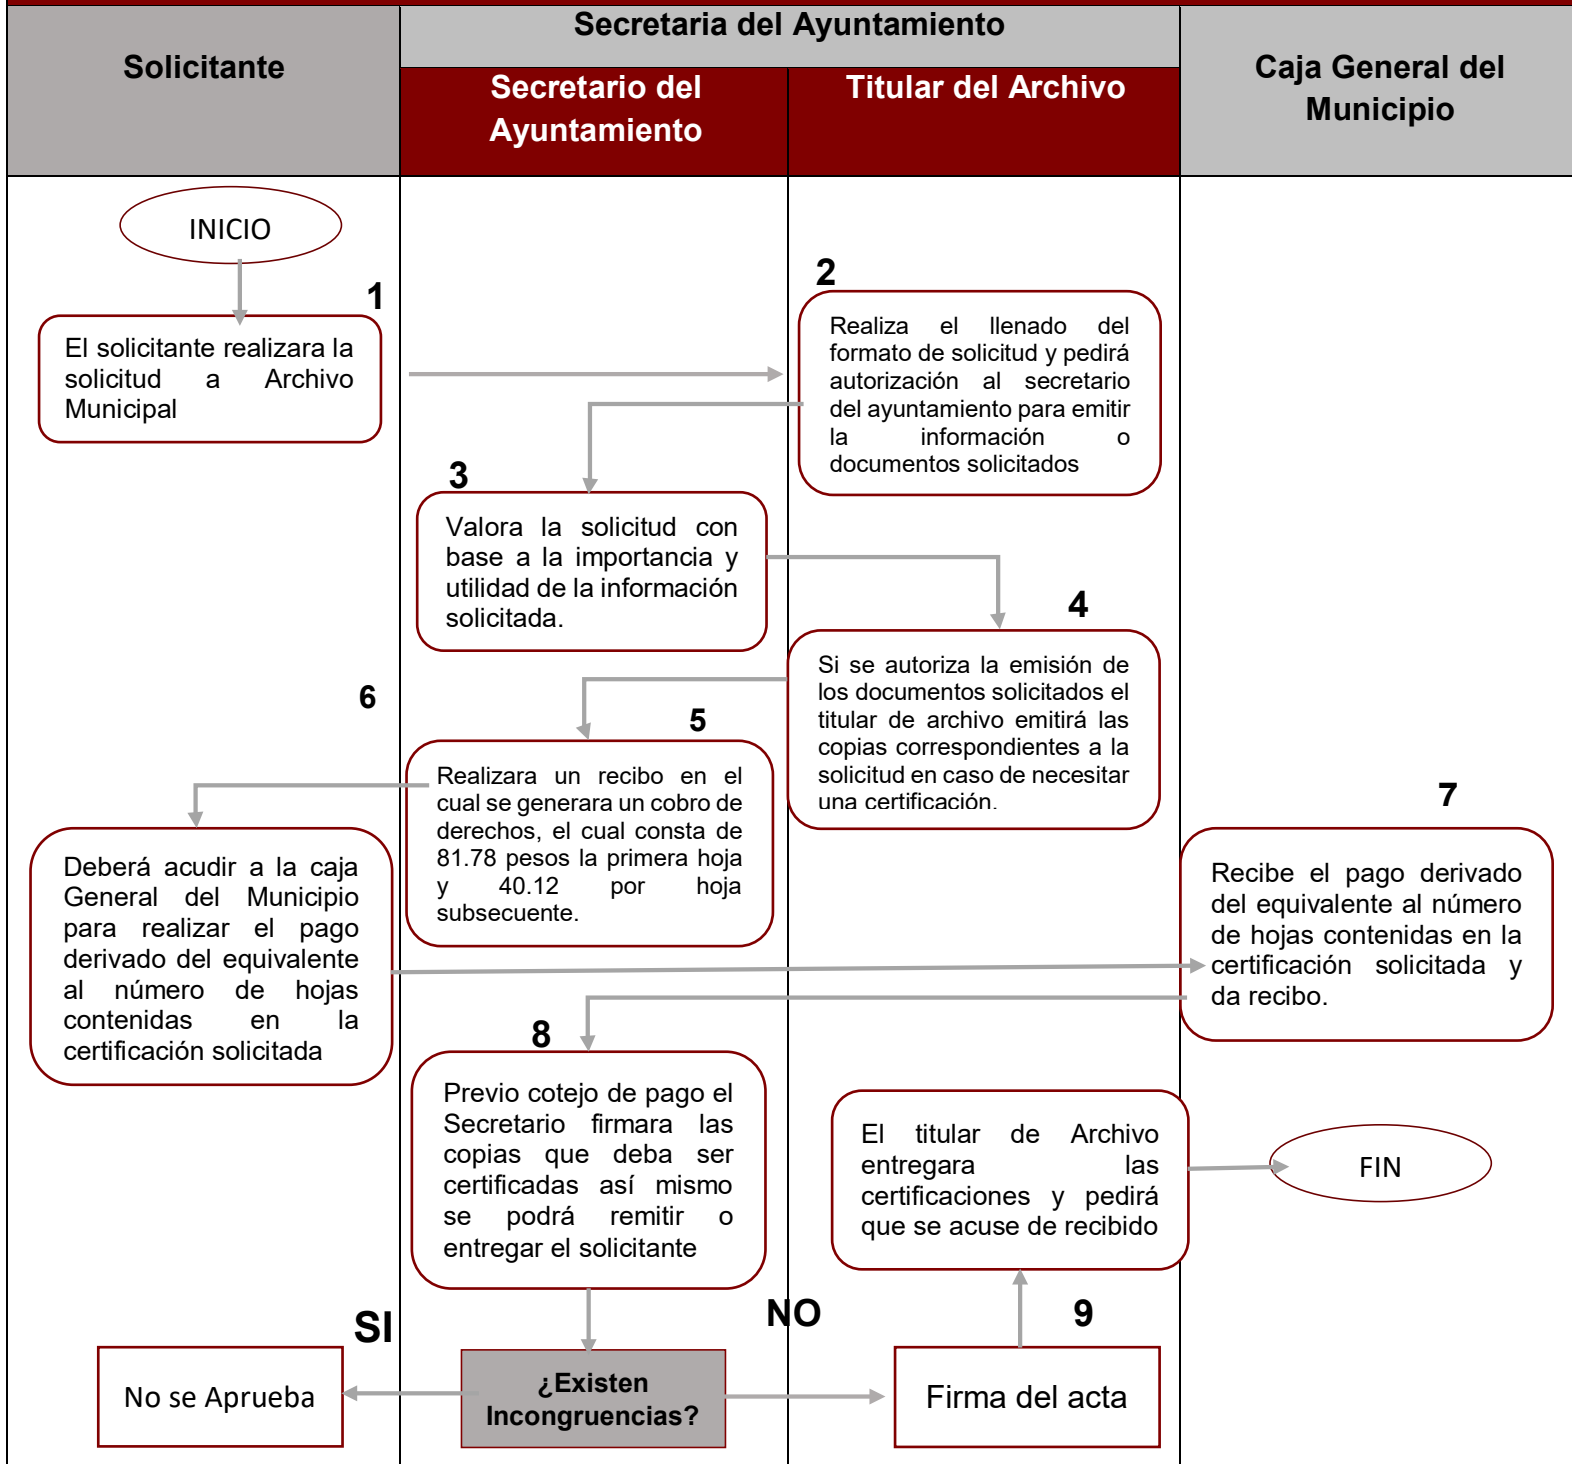 Solicitante
Secretaria del Ayuntamiento
Secretario del
Ayuntamiento
Titular del Archivo
Caja General del
Municipio
INICIO
1
El solicitante realizara la
solicitud a Archivo
Municipal
2
Realiza el llenado del
formato de solicitud y pedirá
autorización al secretario
del ayuntamiento para emitir
la información o
documentos solicitados
3
Valora la solicitud con
base a la importancia y
utilidad de la información
solicitada.
4
Si se autoriza la emisión de
los documentos solicitados el
titular de archivo emitirá las
copias correspondientes a la
solicitud en caso de necesitar
una certificación.
5
Realizara un recibo en el
cual se generara un cobro de
derechos, el cual consta de
81.78 pesos la primera hoja
y 40.12 por hoja
subsecuente.
6
Deberá acudir a la caja
General del Municipio
para realizar el pago
derivado del equivalente
al número de hojas
contenidas en la
certificación solicitada
7
Recibe el pago derivado
del equivalente al número
de hojas contenidas en la
certificación solicitada y
da recibo.
8
Previo cotejo de pago el
Secretario firmara las
copias que deba ser
certificadas así mismo
se podrá remitir o
entregar el solicitante
El titular de Archivo
entregara las
certificaciones y pedirá
que se acuse de recibido
FIN
SI
NO
9
No se Aprueba
¿Existen
Incongruencias?
Firma del acta